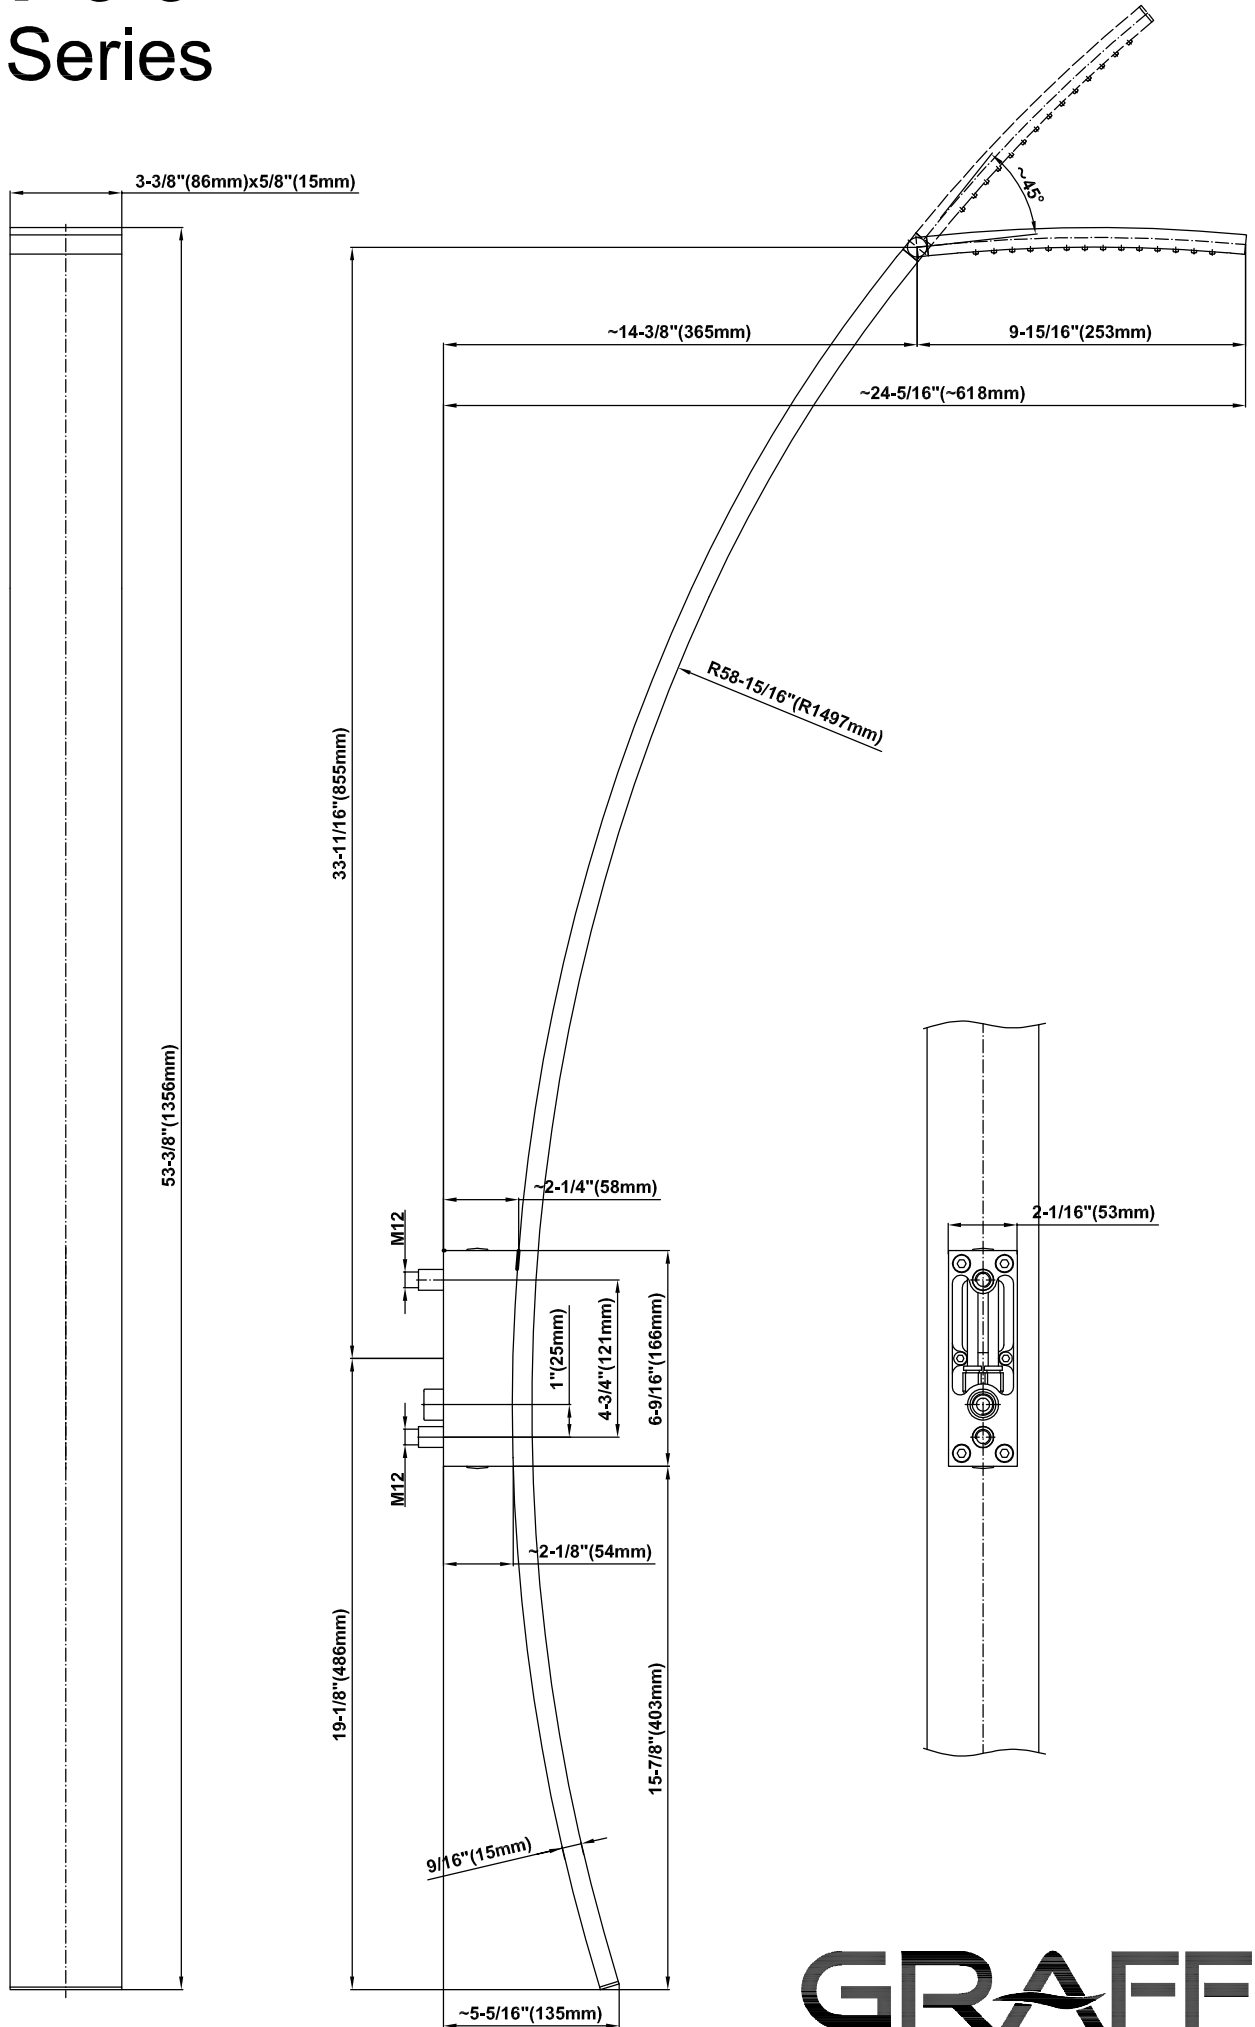 Series
3-3/8"(86mm)x5/8"(15mm)
~45°
~14-3/8"(365mm)
9-15/16"(253mm)
~24-5/16"(~618mm)
R58-15/16"(R1497mm)
33-11/16"(855mm)
53-3/8"(1356mm)
~2-1/4"(58mm)
M12
2-1/16"(53mm)
1"(25mm)
4-3/4"(121mm)
6-9/16"(166mm)
M12
~2-1/8"(54mm)
19-1/8"(486mm)
15-7/8"(403mm)
9/16"(15mm)
~5-5/16"(135mm)
GRAFF